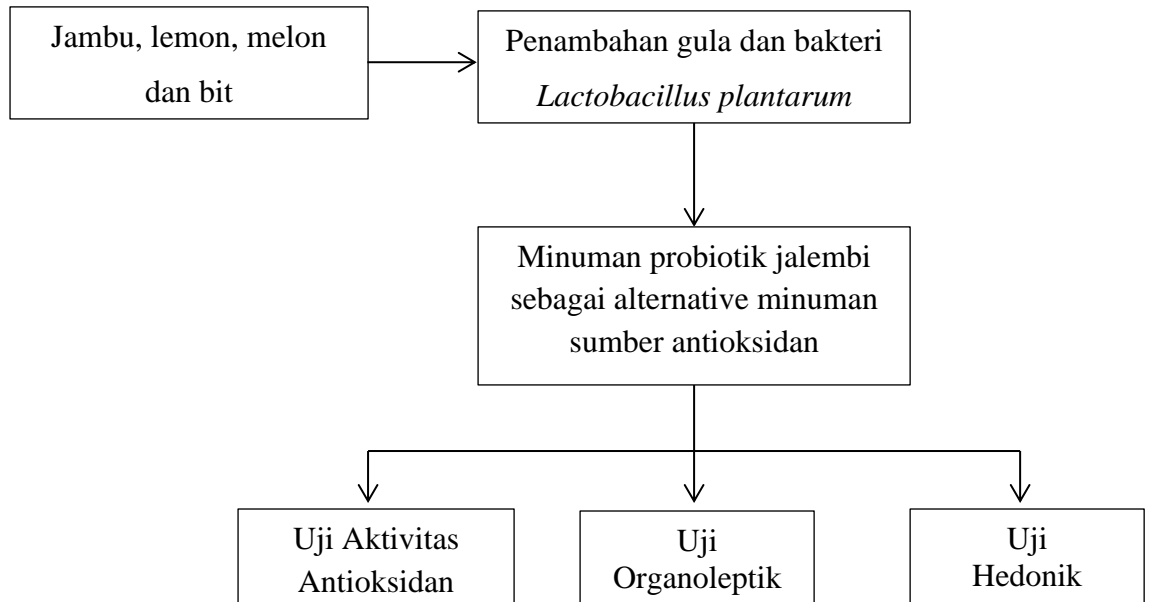 Jambu, lemon, melon
dan bit
Penambahan gula dan bakteri
Lactobacillus plantarum
Minuman probiotik jalembi
sebagai alternative minuman
sumber antioksidan
Uji Aktivitas
Antioksidan
Uji
Organoleptik
Uji
Hedonik